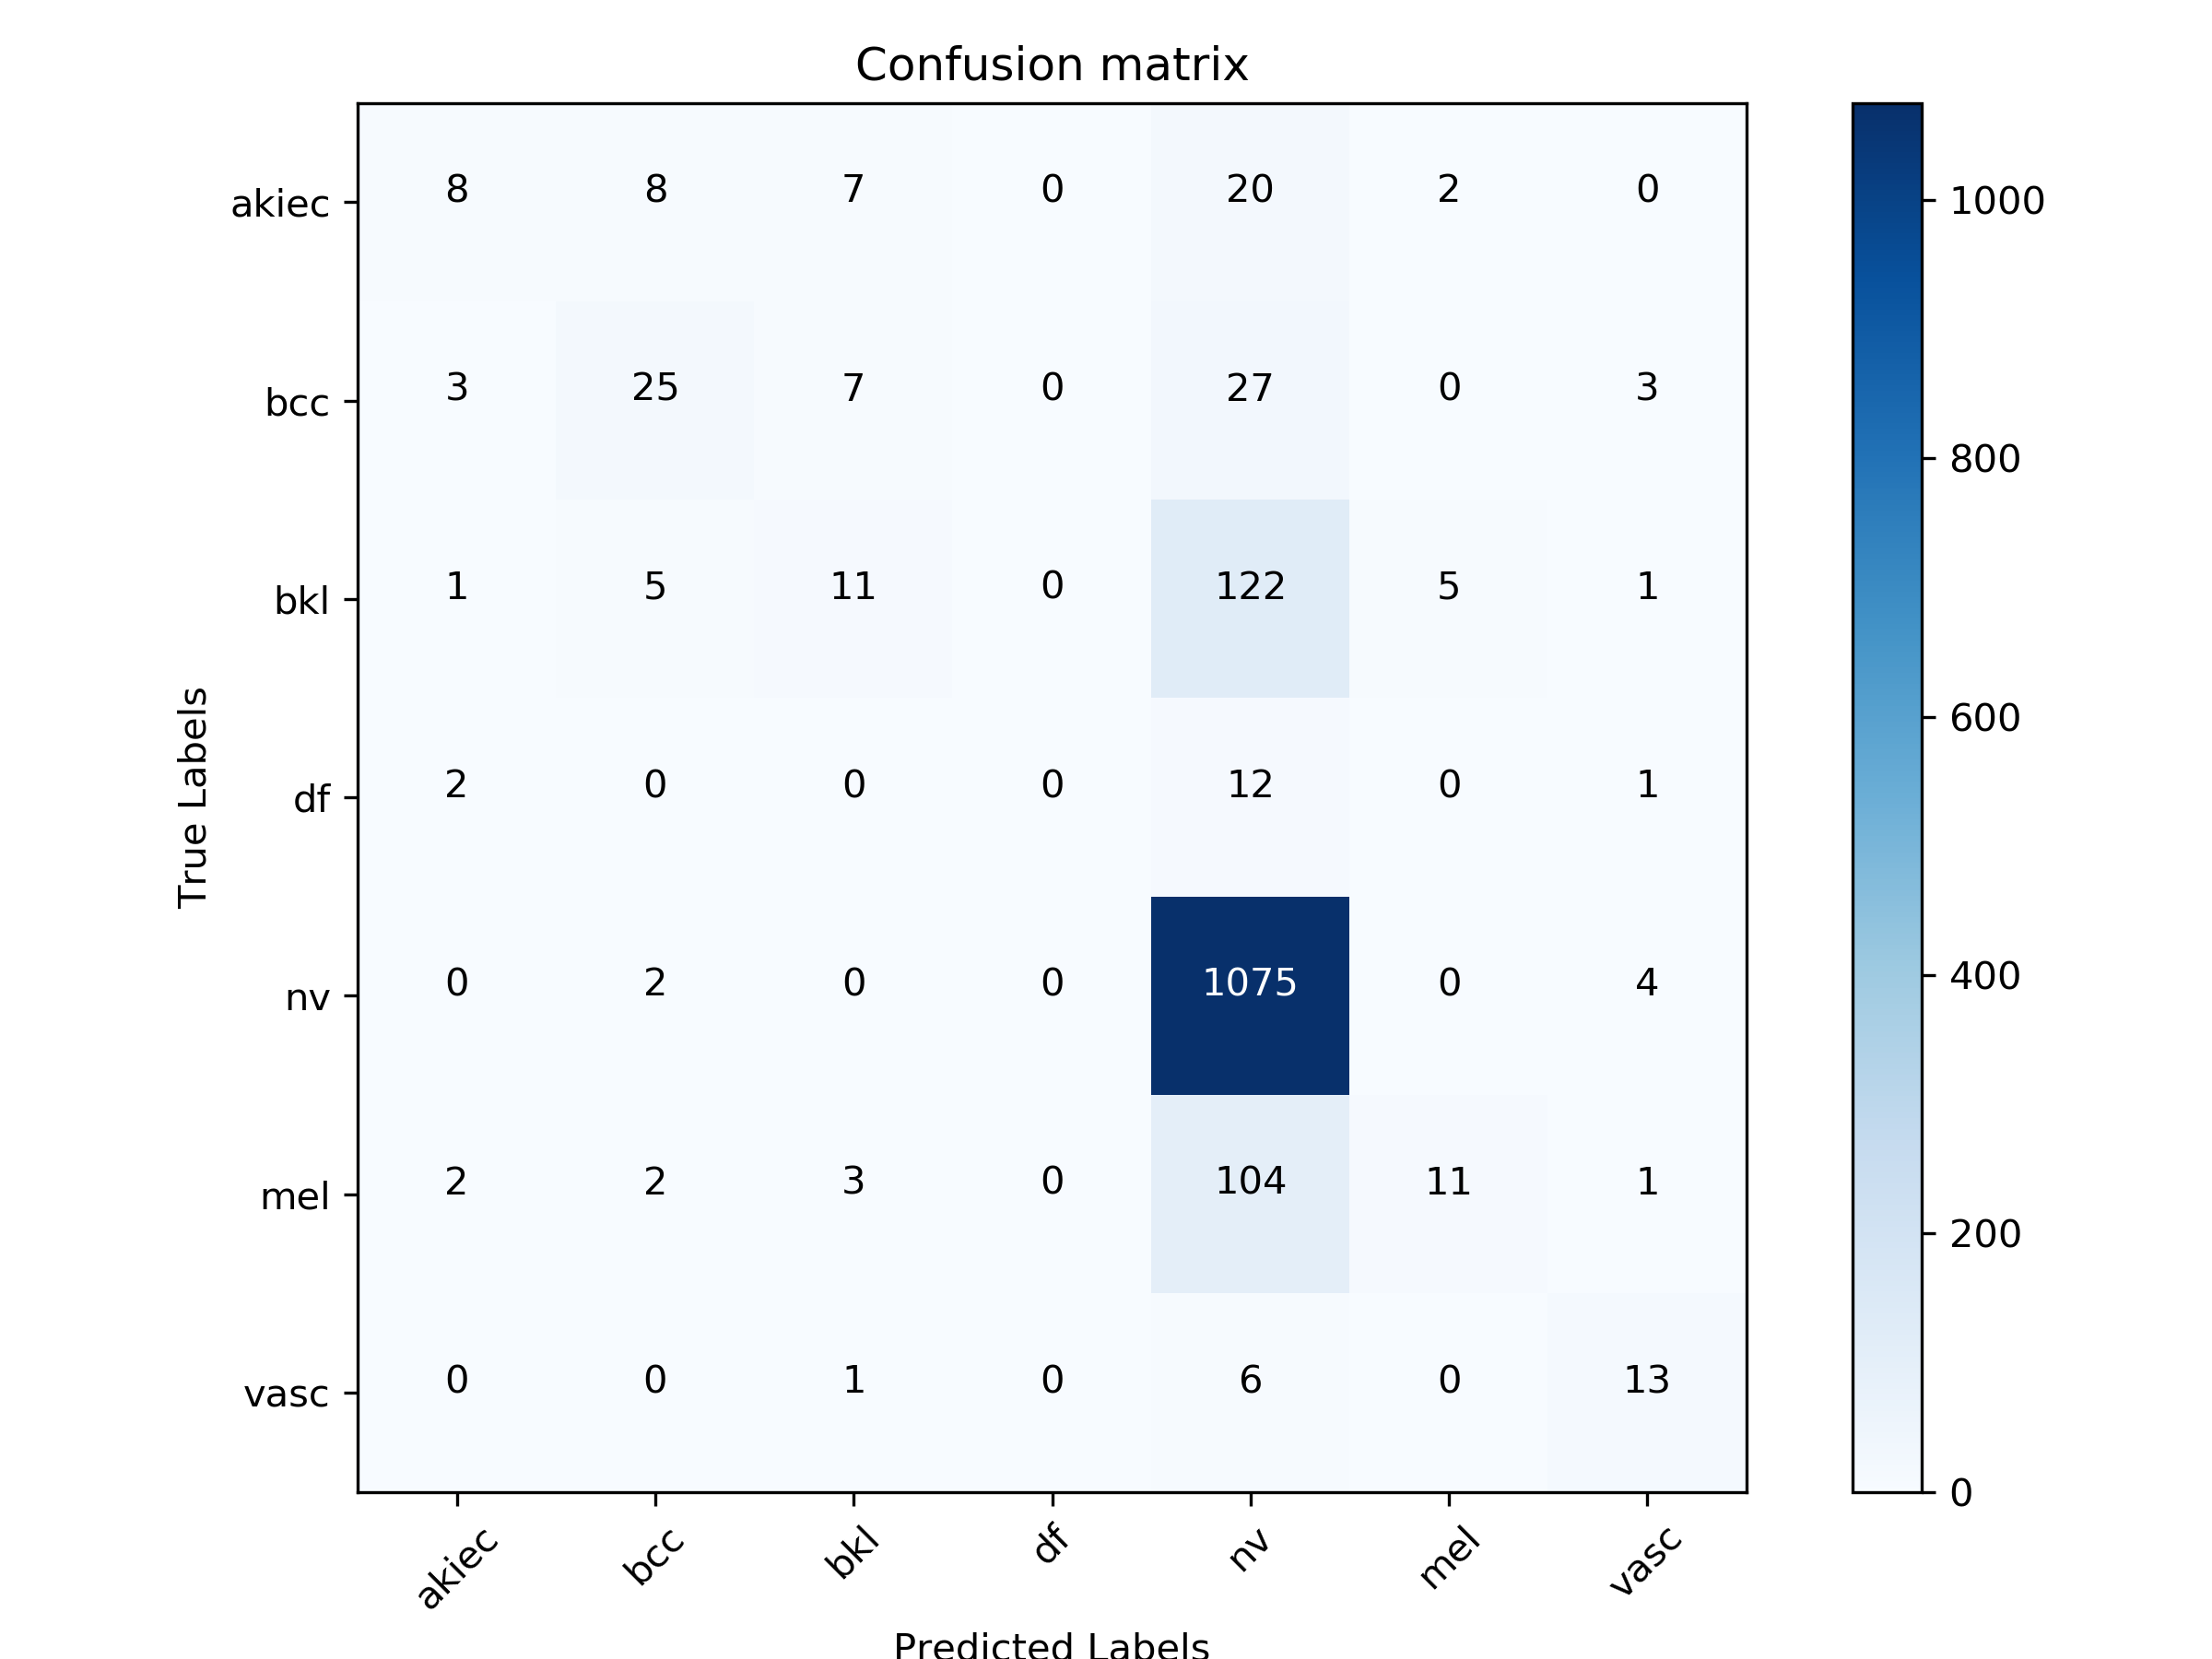 Confusion matrix
akiec 8 8 7 0 20 2 0
bcc 3 25 7 0 27 0 3
bkl 1 5 11 0 122 5 1
df 2 0 0 0 12 0 1
nv 0 2 0 0 1075 0 4
mel 2 2 3 0 104 11 1
vasc 0 0 1 0 6 0 13
True Labels
akiec bcc bkl df nv mel vasc
Predicted Labels
1000
800
600
400
200
0